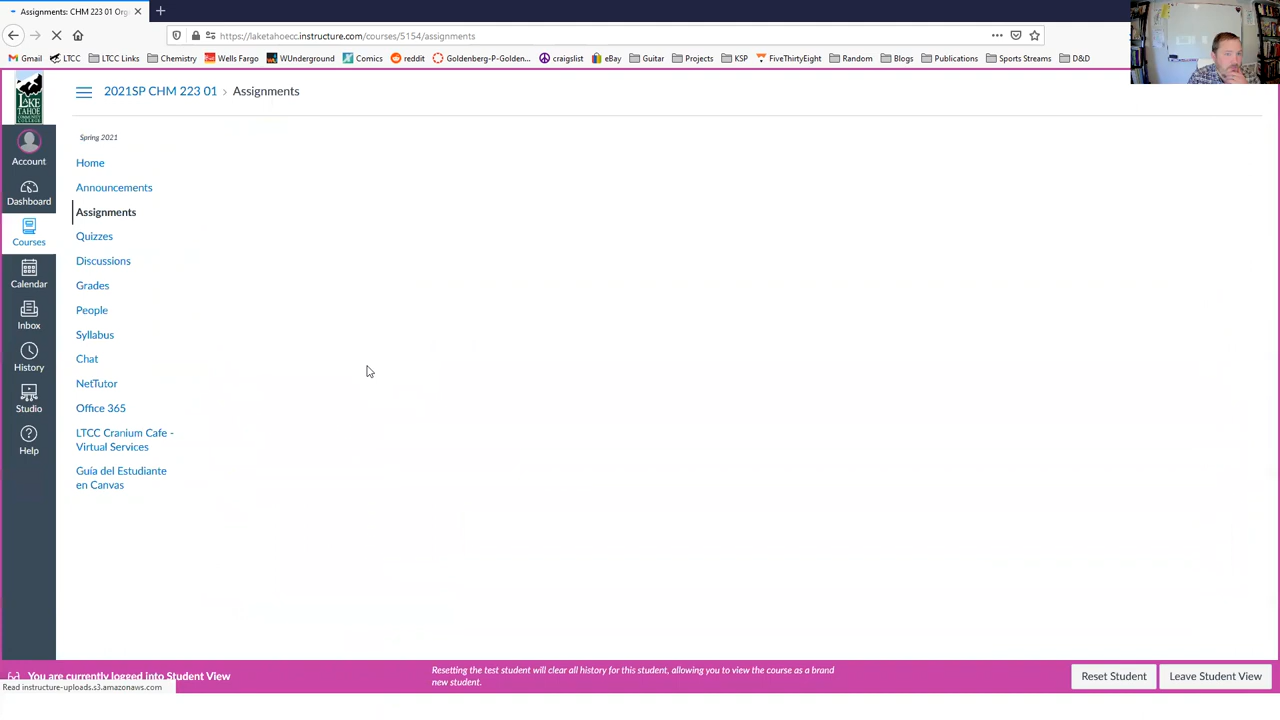 Assignments: CHM 223 01 Org
https://laketahoecc.instructure.com/courses/5154/assignments
Gmail LTCC LTCC Links Chemistry Wells Fargo WUnderground Comics reddit Goldenberg-P-Golden... craigslist eBay Guitar Projects KSP FiveThirtyEight Random Blogs Publications Sports Streams D&D
LAKE TAHOE COMMUNITY COLLEGE
2021SP CHM 223 01 › Assignments
Spring 2021
Home
Announcements
Assignments
Quizzes
Discussions
Grades
People
Syllabus
Chat
NetTutor
Office 365
LTCC Cranium Cafe -
Virtual Services
Guía del Estudiante
en Canvas
Account
Dashboard
Courses
Calendar
Inbox
History
Studio
Help
You are currently logged into Student View
Resetting the test student will clear all history for this student, allowing you to view the course as a brand
new student.
Reset Student
Leave Student View
Read instructure-uploads.s3.amazonaws.com